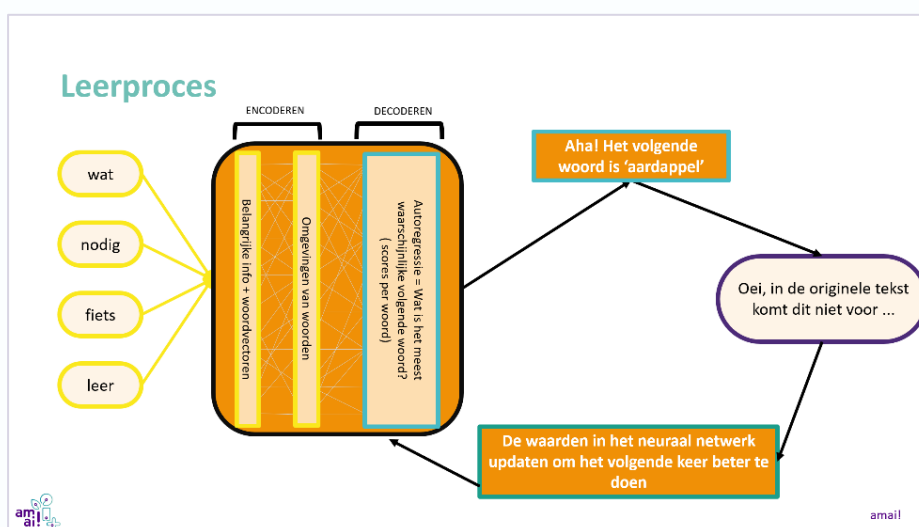 Leerproces
ENCODEREN
DECODEREN
wat
nodig
fiets
leer
Belangrijke info + woordvectoren
Omgevingen van woorden
Autoregressie = Wat is het meest
waarschijnlijke volgende woord?
( scores per woord)
Aha! Het volgende
woord is ‘aardappel’
Oei, in de originele tekst
komt dit niet voor ...
De waarden in het neuraal netwerk
updaten om het volgende keer beter te
doen
am
ai!
amai!